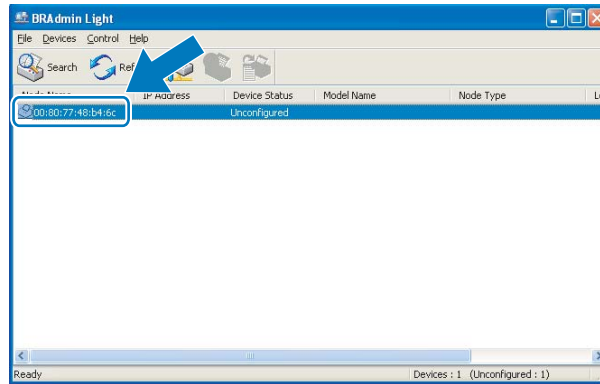 BRAdmin Light
File Devices Control Help
Search
IP Address Device Status Model Name Node Type
00:80:77:48:b4:6c Unconfigured
Ready Devices : 1 (Unconfigured : 1)